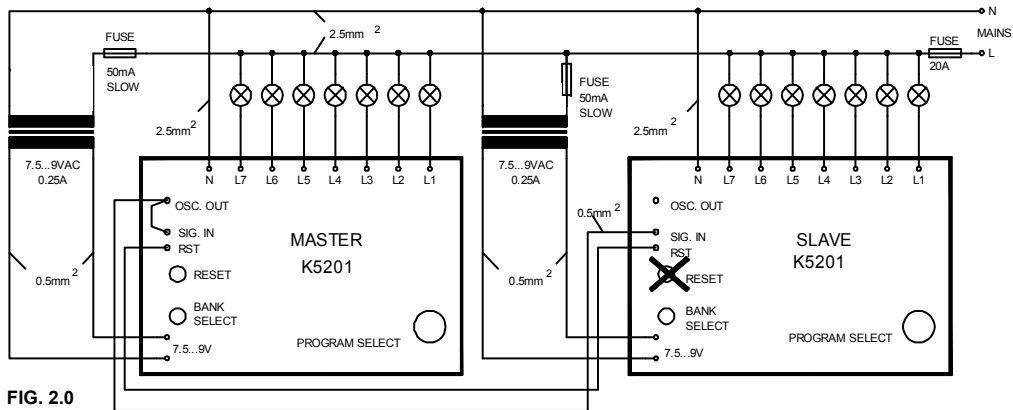 N
MAINS
L
2.5mm 2
FUSE
50mA
SLOW
FUSE
50mA
SLOW
FUSE
20A
2.5mm 2
2.5mm 2
7.5...9VAC
0.25A
7.5...9VAC
0.25A
N L7 L6 L5 L4 L3 L2 L1
N L7 L6 L5 L4 L3 L2 L1
OSC. OUT
SIG. IN
RST
RESET
BANK
SELECT
7.5...9V
MASTER
K5201
PROGRAM SELECT
0.5mm 2
0.5mm 2
0.5mm 2
OSC. OUT
SIG. IN
RST
RESET
BANK
SELECT
7.5...9V
SLAVE
K5201
PROGRAM SELECT
FIG. 2.0